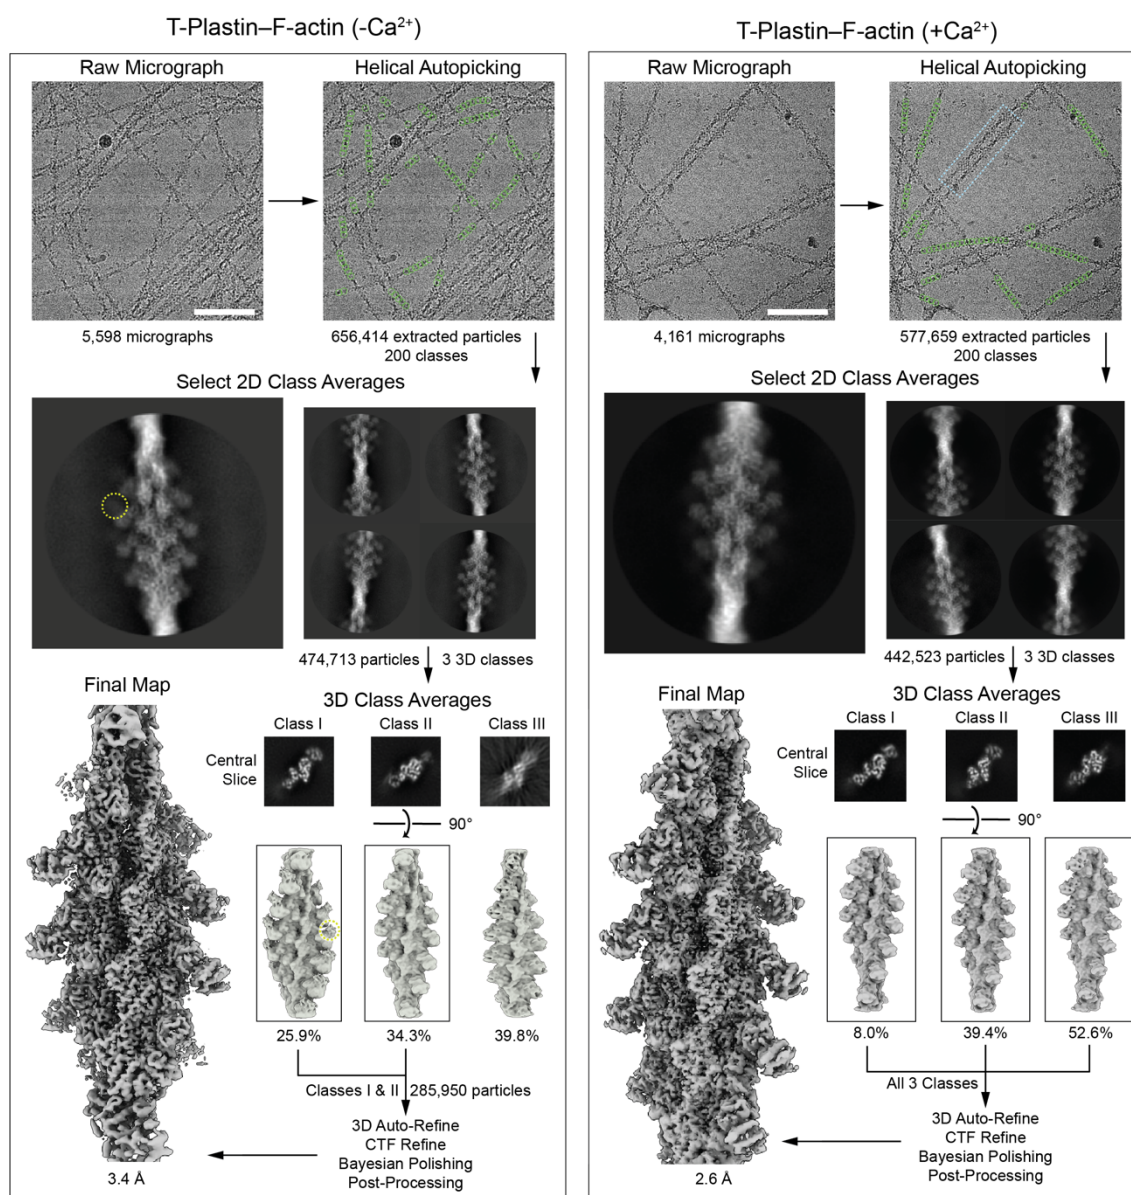 T-Plastin–F-actin (-Ca²⁺)
Raw Micrograph
Helical Autopicking
5,598 micrographs
656,414 extracted particles
200 classes
Select 2D Class Averages
474,713 particles
3 3D classes
Final Map
3D Class Averages
Class I
Class II
Class III
Central
Slice
90°
25.9%
34.3%
39.8%
Classes I & II
285,950 particles
3D Auto-Refine
CTF Refine
Bayesian Polishing
Post-Processing
3.4 Å
T-Plastin–F-actin (+Ca²⁺)
Raw Micrograph
Helical Autopicking
4,161 micrographs
577,659 extracted particles
200 classes
Select 2D Class Averages
442,523 particles
3 3D classes
Final Map
3D Class Averages
Class I
Class II
Class III
Central
Slice
90°
8.0%
39.4%
52.6%
All 3 Classes
3D Auto-Refine
CTF Refine
Bayesian Polishing
Post-Processing
2.6 Å